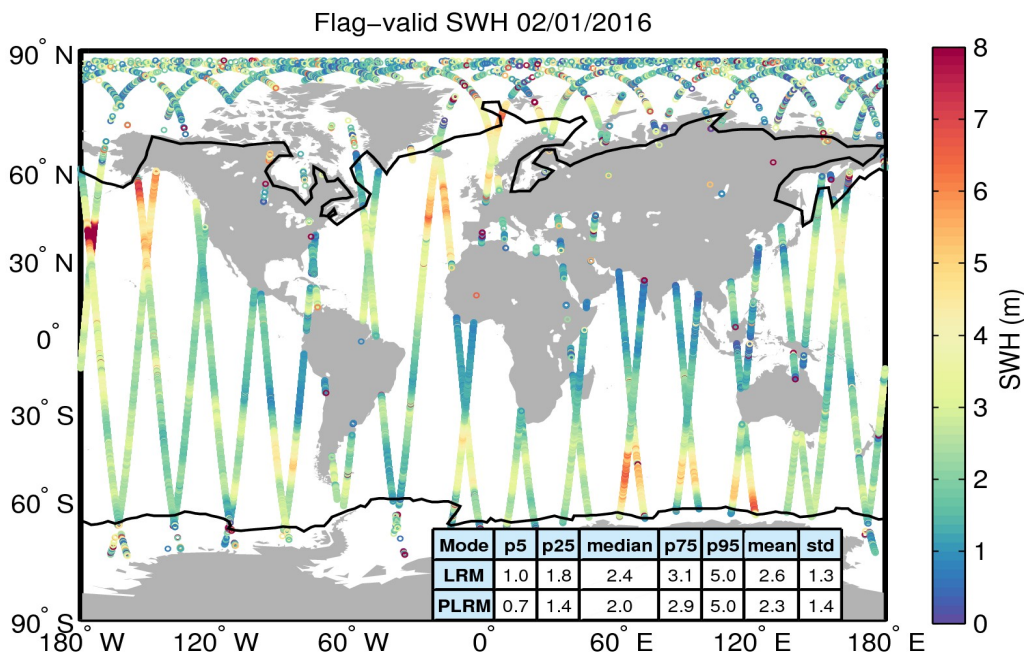 Flag−valid SWH 02/01/2016
90° N
60° N
30° N
0°
30° S
60° S
90° S
180° W
120° W
60° W
0°
60° E
120° E
180° E
Mode p5 p25 median p75 p95 mean std
LRM 1.0 1.8 2.4 3.1 5.0 2.6 1.3
PLRM 0.7 1.4 2.0 2.9 5.0 2.3 1.4
8
7
6
5
4
3
2
1
0
SWH (m)